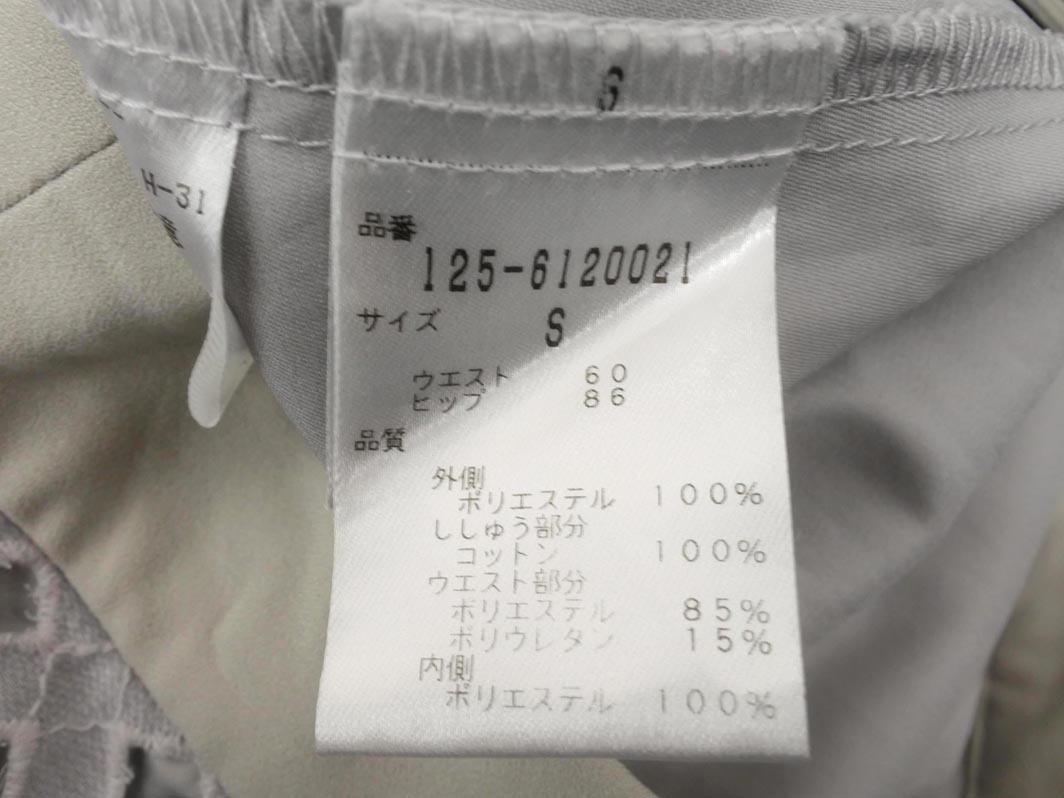 S
H-31
品番
125-6120021
サイズ S
ウエスト 60
ヒップ 86
品質
外側
ポリエステル 100%
ししゅう部分
コットン 100%
ウエスト部分
ポリエステル 85%
ポリウレタン 15%
内側
ポリエステル 100%